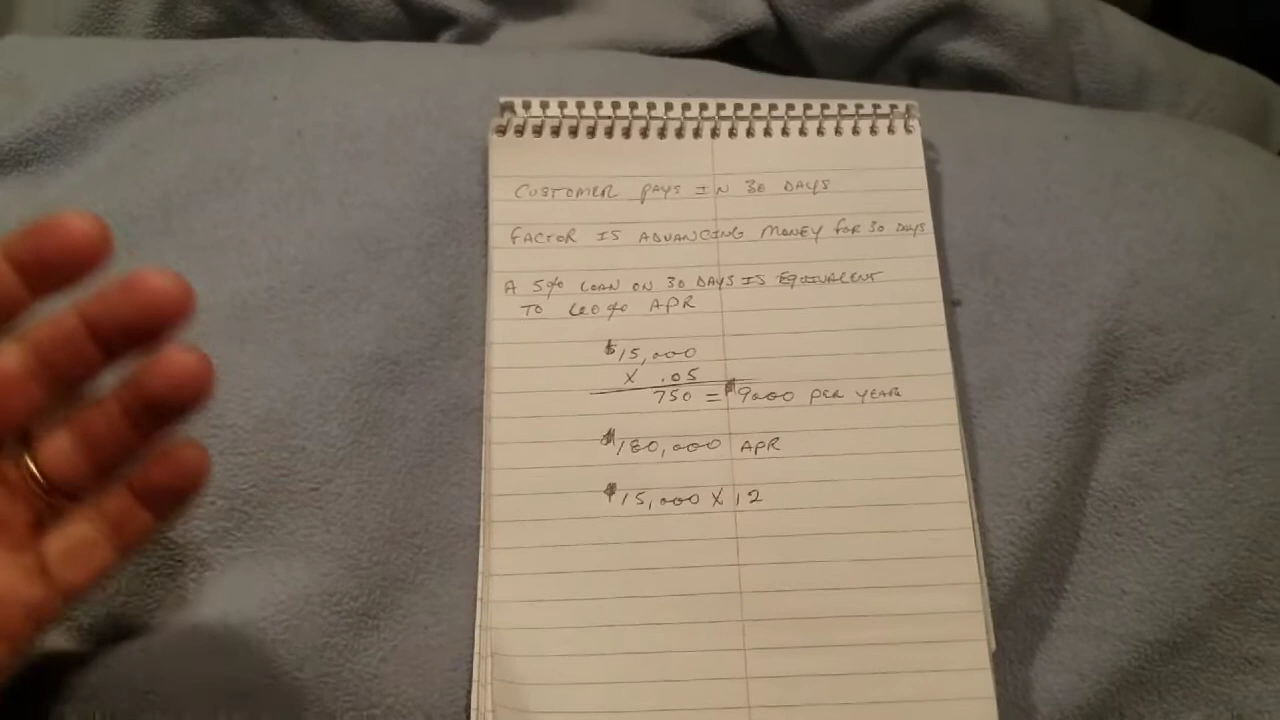 CUSTOMER PAYS IN 30 DAYS
FACTOR IS ADVANCING MONEY FOR 30 DAYS
A 5% LOAN ON 30 DAYS IS EQUIVALENT
TO 60% APR
$15,000
X .05
750 = $9000 PER YEAR
$180,000 APR
$15,000 X 12